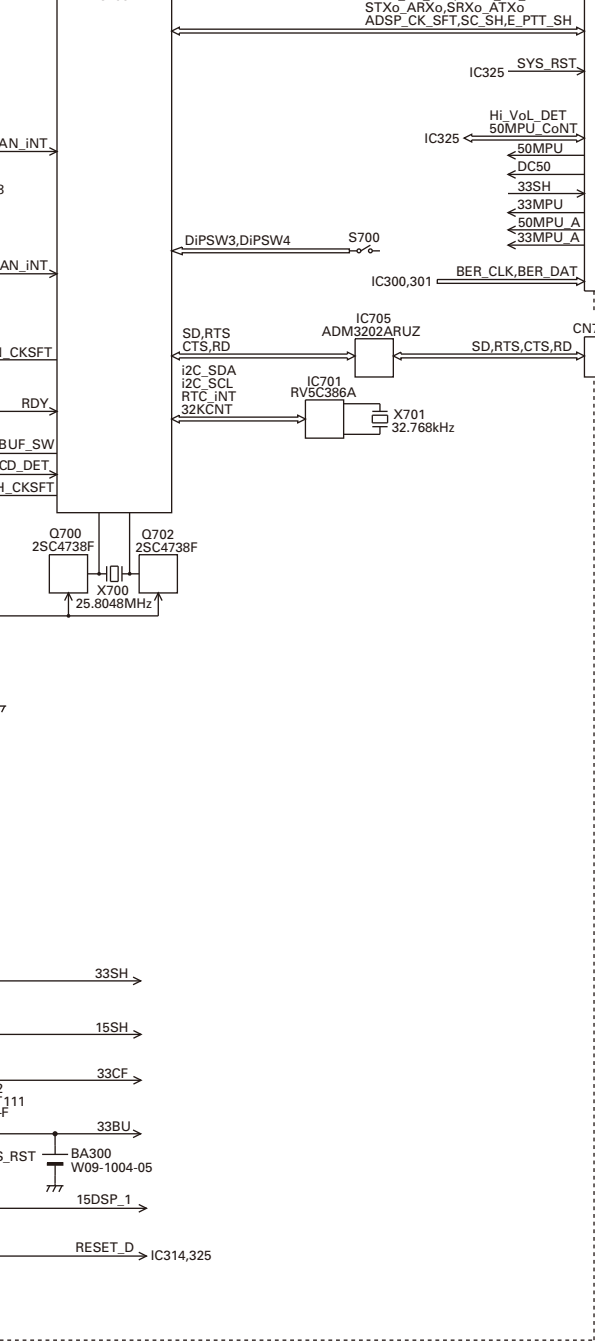 STXo_ARXo,SRXo_ATXo
ADSP_CK_SFT,SC_SH,E_PTT_SH
IC325
SYS_RST
Hi_VoL_DET
50MPU_CoNT
IC325
50MPU
DC50
33SH
33MPU
50MPU_A
33MPU_A
AN_iNT
DiPSW3,DiPSW4
S700
AN_iNT
IC300,301
BER_CLK,BER_DAT
IC705
ADM3202ARUZ
SD,RTS
CTS,RD
SD,RTS,CTS,RD
_CKSFT
i2C_SDA
i2C_SCL
RTC_iNT
32KCNT
IC701
RV5C386A
X701
32.768kHz
RDY
BUF_SW
CD_DET
H_CKSFT
Q700
2SC4738F
Q702
2SC4738F
X700
25.8048MHz
7
33SH
15SH
33CF
111
-F
33BU
S_RST
BA300
W09-1004-05
15DSP_1
RESET_D
IC314,325